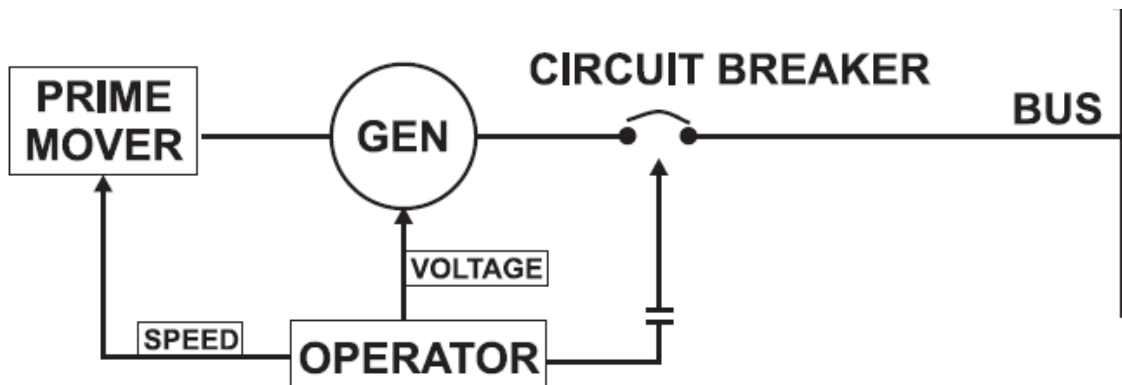 CIRCUIT BREAKER
PRIME
MOVER
GEN
BUS
VOLTAGE
SPEED
OPERATOR